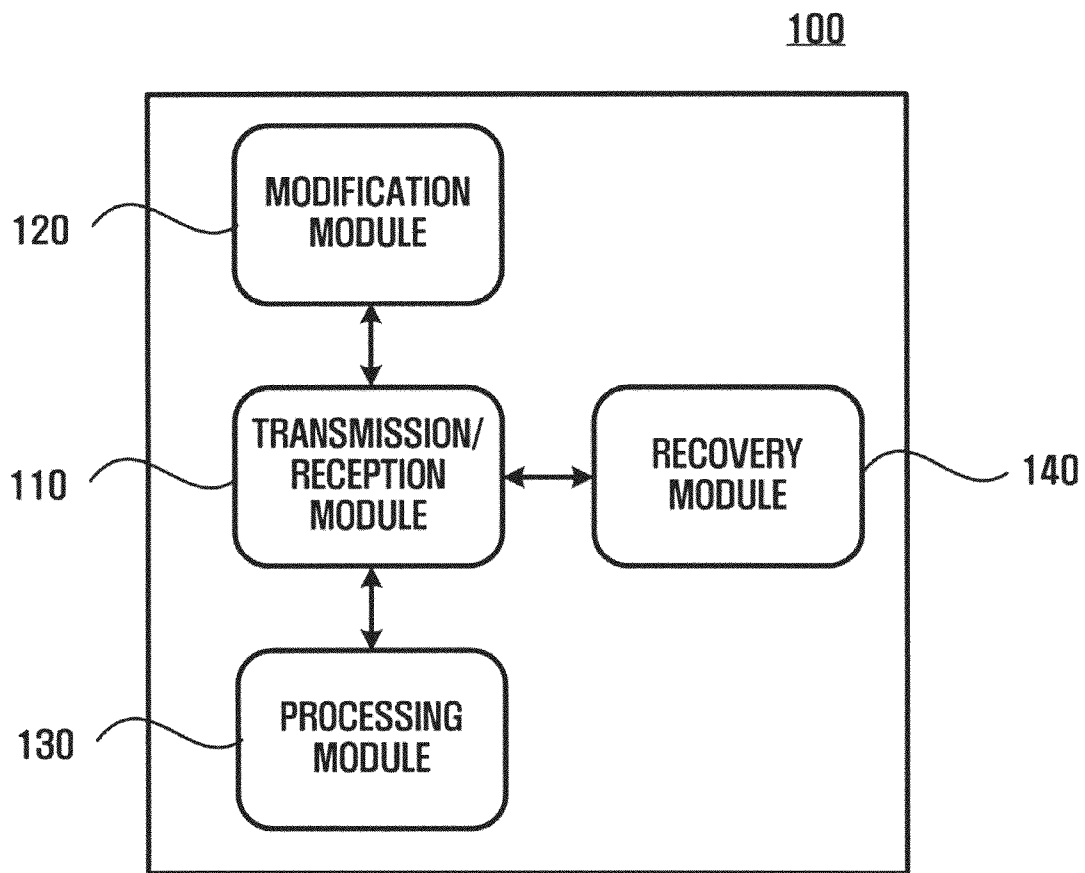 100
MODIFICATION
MODULE
120
TRANSMISSION/
RECEPTION
MODULE
110
RECOVERY
MODULE
140
PROCESSING
MODULE
130